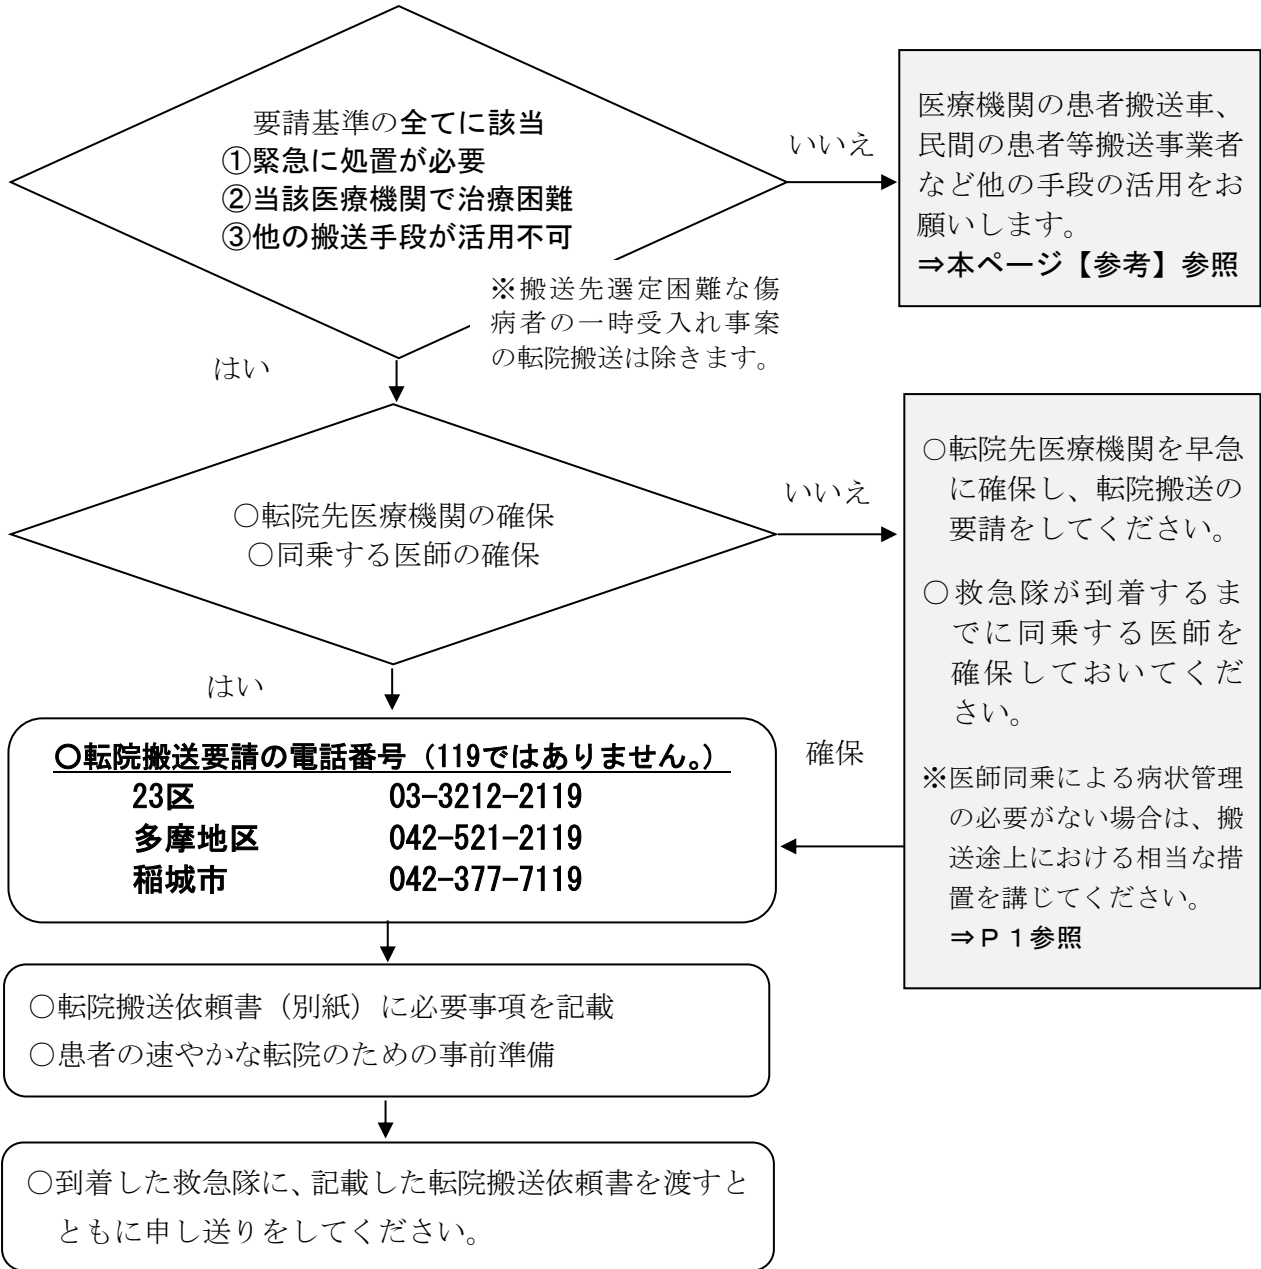 要請基準の全てに該当
①緊急に処置が必要
②当該医療機関で治療困難
③他の搬送手段が活用不可
※搬送先選定困難な傷
病者の一時受入れ事案
の転院搬送は除きます。
いいえ
医療機関の患者搬送車、
民間の患者等搬送事業者
など他の手段の活用をお
願いします。
⇒本ページ【参考】参照
はい
○転院先医療機関の確保
○同乗する医師の確保
いいえ
○転院先医療機関を早急
に確保し、転院搬送の
要請をしてください。
○救急隊が到着するま
でに同乗する医師を
確保しておいてくだ
さい。
※医師同乗による病状管理
の必要がない場合は、搬
送途上における相当な措
置を講じてください。
⇒Ｐ１参照
はい
確保
○転院搬送要請の電話番号（119ではありません。）
23区 03-3212-2119
多摩地区 042-521-2119
稲城市 042-377-7119
○転院搬送依頼書（別紙）に必要事項を記載
○患者の速やかな転院のための事前準備
○到着した救急隊に、記載した転院搬送依頼書を渡すと
ともに申し送りをしてください。